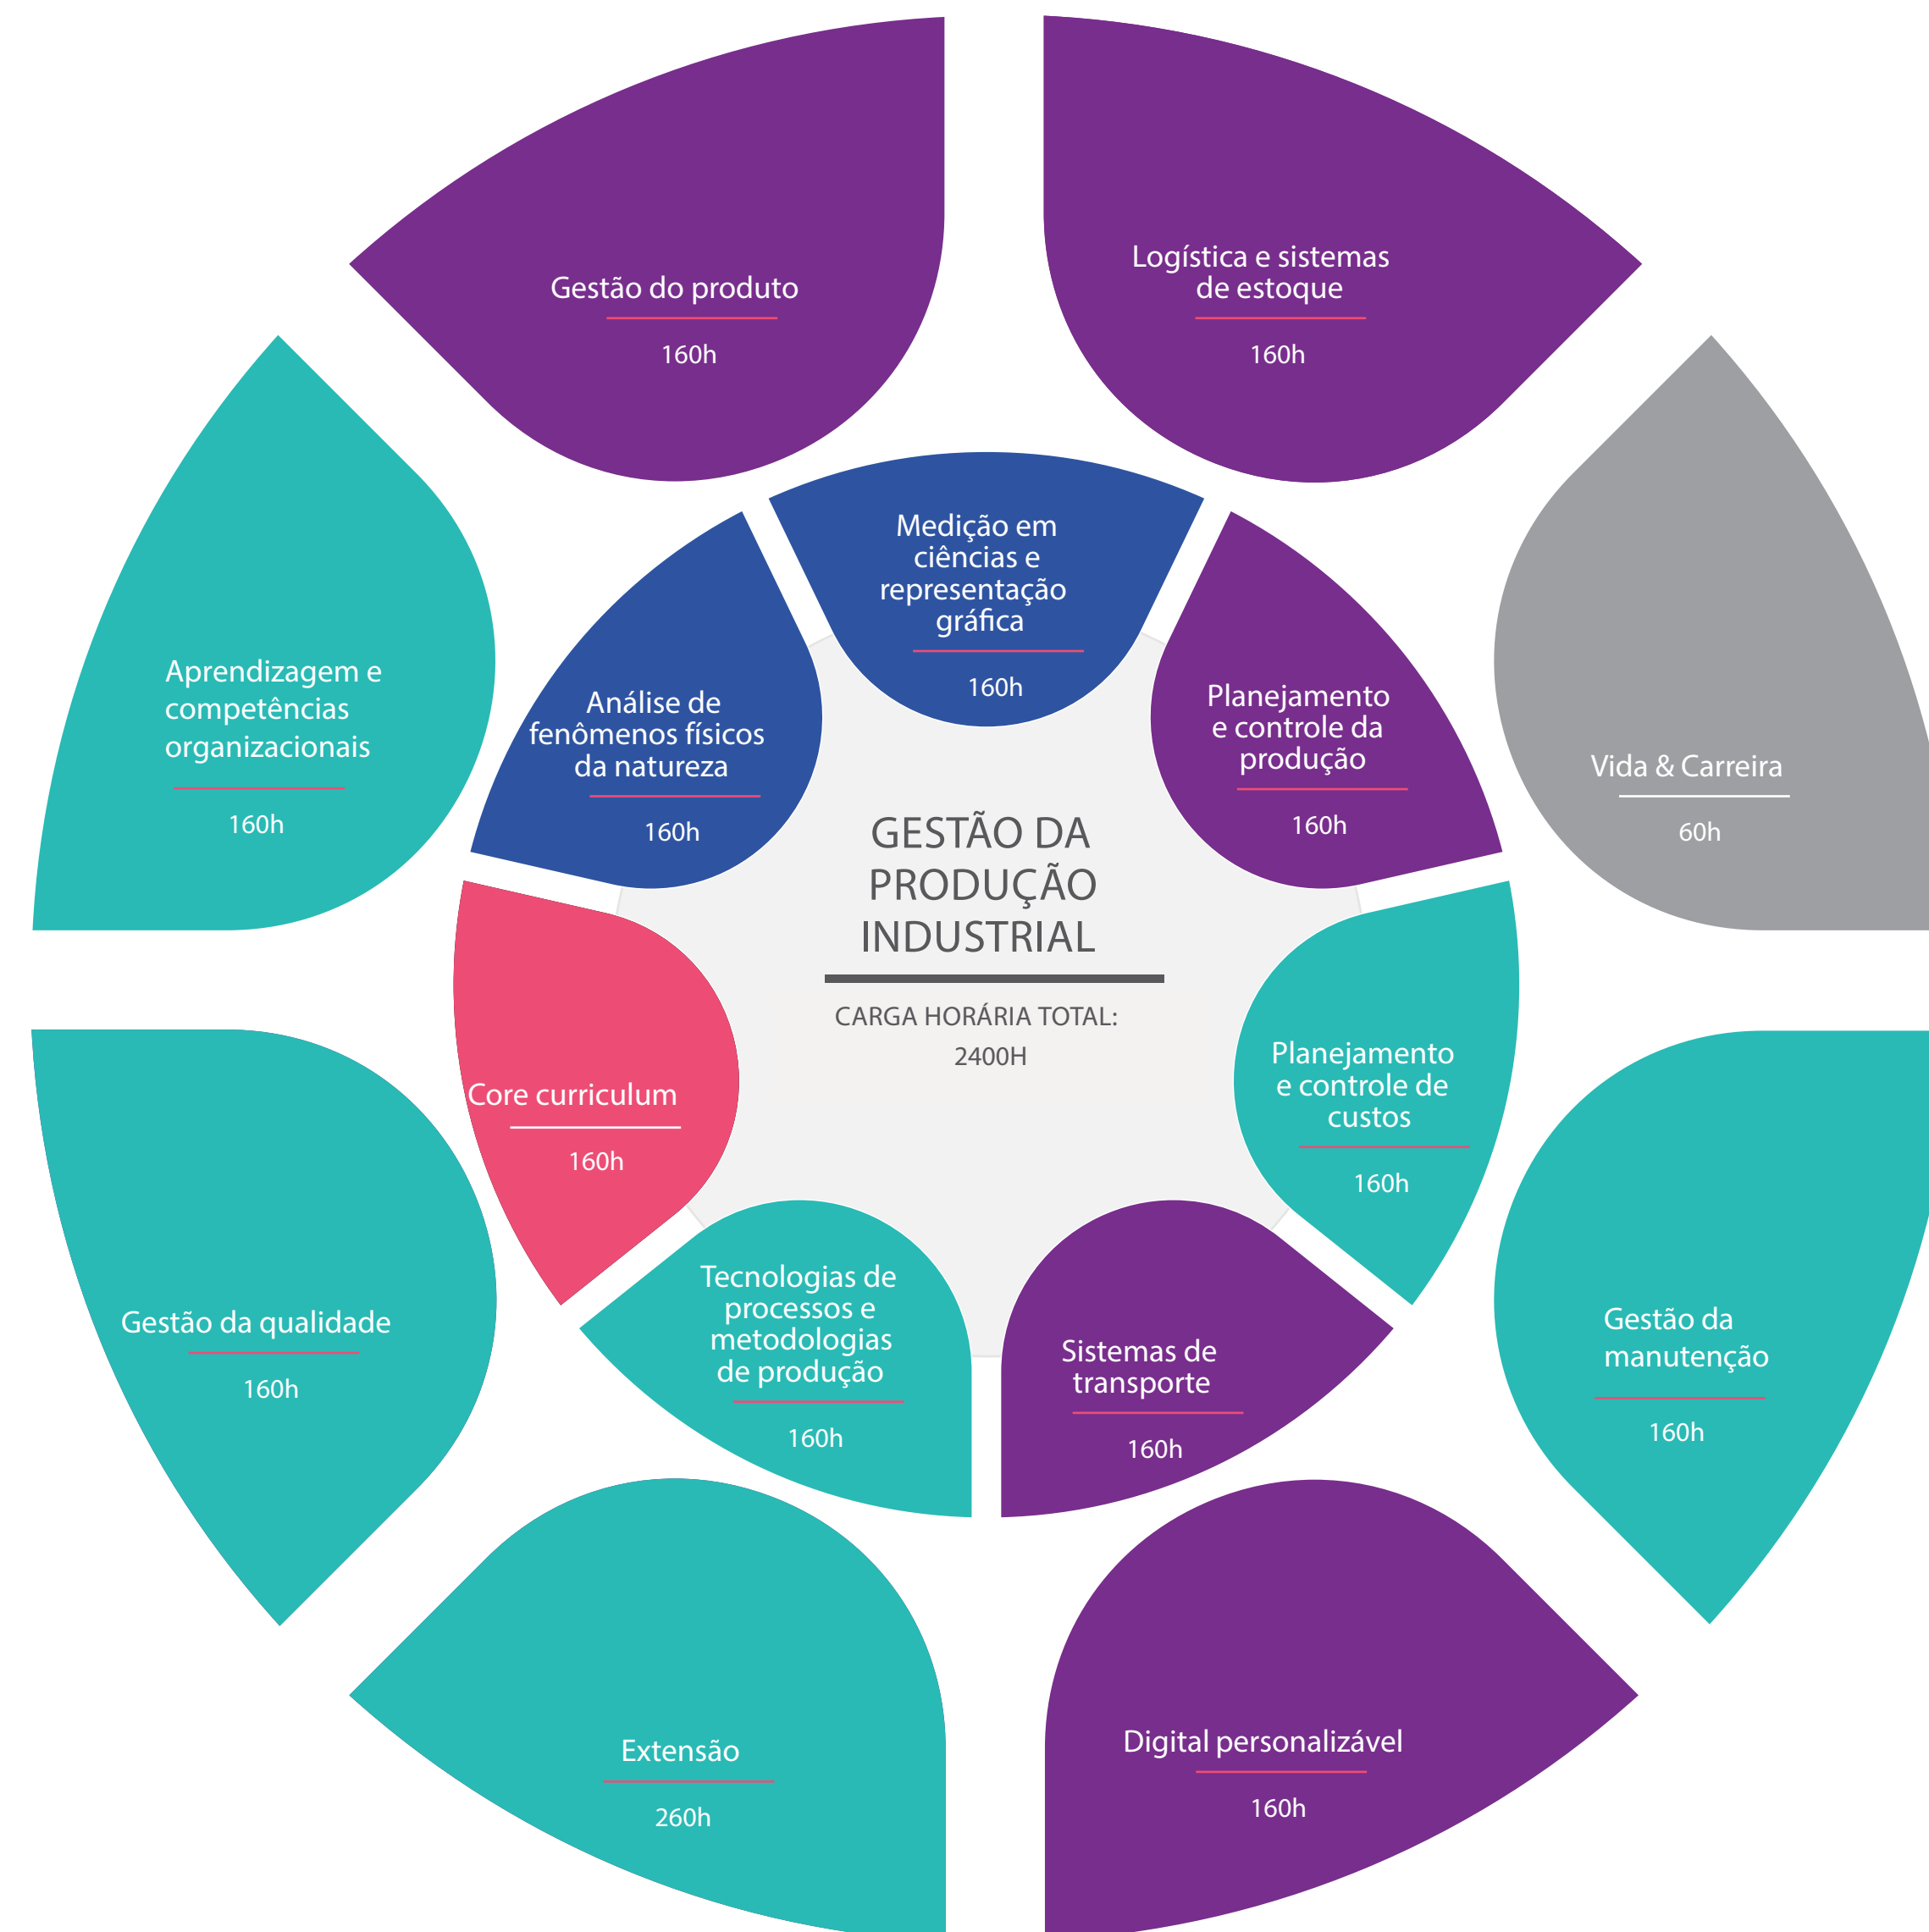 Gestão do produto
160h
Logística e sistemas
de estoque
160h
Medição em
ciências e
representação
gráfica
160h
Aprendizagem e
competências
organizacionais
160h
Análise de
fenômenos físicos
da natureza
160h
Planejamento
e controle da
produção
160h
Vida & Carreira
60h
GESTÃO DA
PRODUÇÃO
INDUSTRIAL
CARGA HORÁRIA TOTAL:
2400H
Core curriculum
160h
Planejamento
e controle de
custos
160h
Gestão da qualidade
160h
Tecnologias de
processos e
metodologias
de produção
160h
Sistemas de
transporte
160h
Gestão da
manutenção
160h
Extensão
260h
Digital personalizável
160h